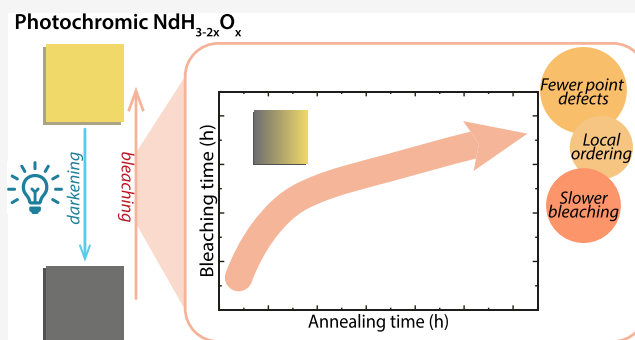 Photochromic NdH3-2xOx
darkening
bleaching
Bleaching time (h)
Annealing time (h)
Fewer point
defects
Local
ordering
Slower
bleaching